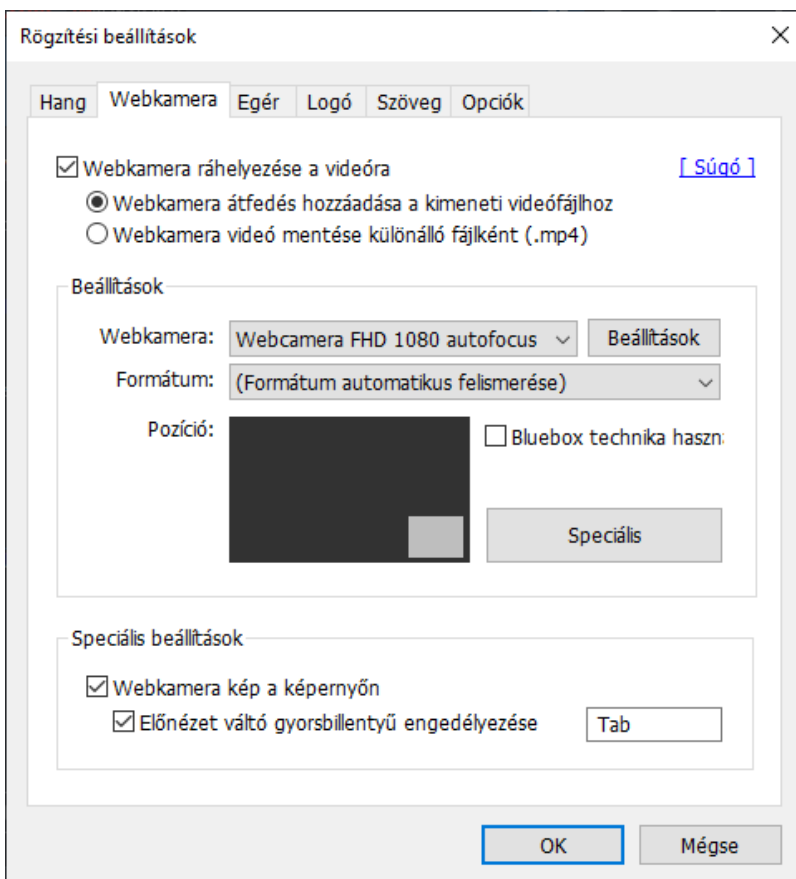 Rögzítési beállítások
Hang Webkamera Egér Logó Szöveg Opciók
Webkamera ráhelyezése a videóra [ Súgó ]
Webkamera átfedés hozzáadása a kimeneti videófájlhoz
Webkamera videó mentése különálló fájlként (.mp4)
Beállítások
Webkamera: Webcamera FHD 1080 autofocus Beállítások
Formátum: (Formátum automatikus felismerése)
Pozíció: Bluebox technika haszn
Speciális
Speciális beállítások
Webkamera kép a képernyőn
Előnézet váltó gyorsbillentyű engedélyezése Tab
OK Mégse